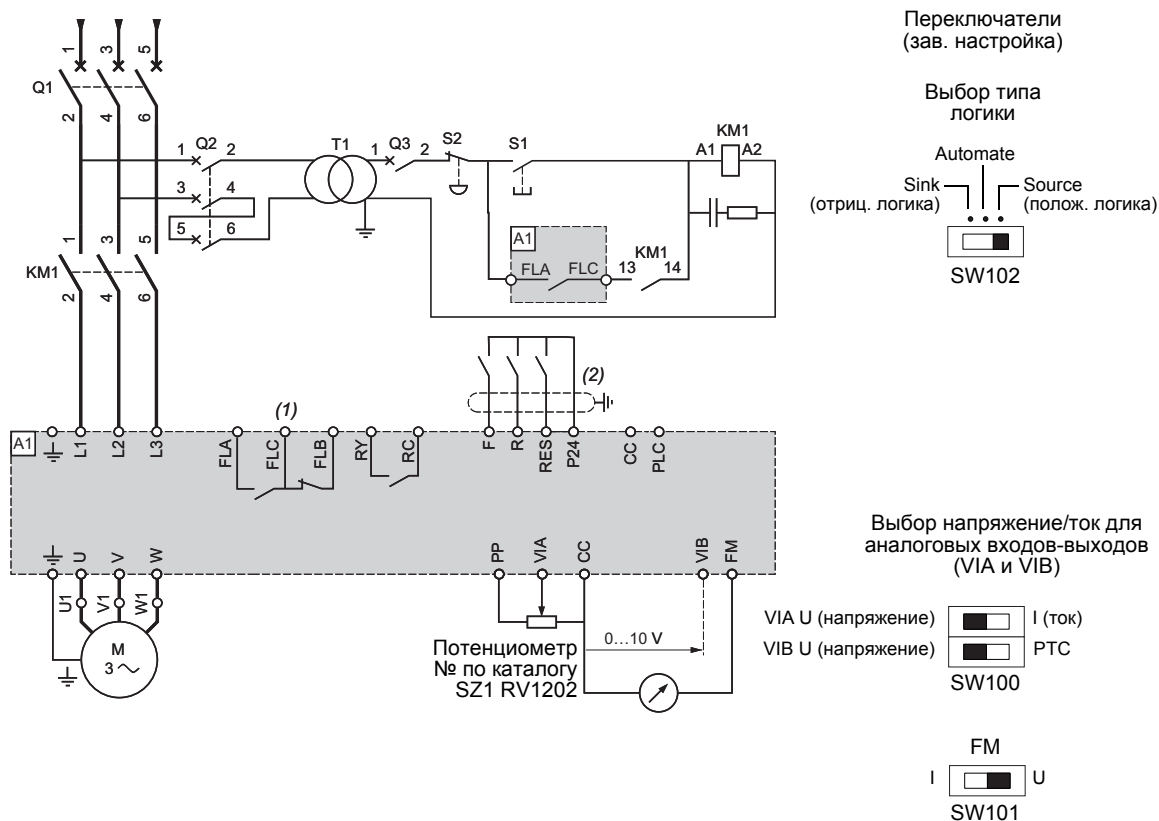 Переключатели
(зав. настройка)
1 3 5
Q1
2 4 6
Выбор типа
логики
Automate
Sink
(отриц. логика)
Source
(полож. логика)
SW102
1 Q2 2
3 4
5 6
T1
1 Q3 2
S2
S1
KM1
A1 A2
A1
FLA FLC
KM1
13 14
1 3 5
KM1
2 4 6
(1)
(2)
A1
L1 L2 L3
FLA FLC FLB RY RC
F R RES P24 CC PLC
U V W
PP VIA CC VIB FM
U1 V1 W1
M
3
Потенциометр
№ по каталогу
SZ1 RV1202
0…10 V
Выбор напряжение/ток для
аналоговых входов-выходов
(VIA и VIB)
VIA U (напряжение) I (ток)
VIB U (напряжение) PTC
SW100
FM
I U
SW101